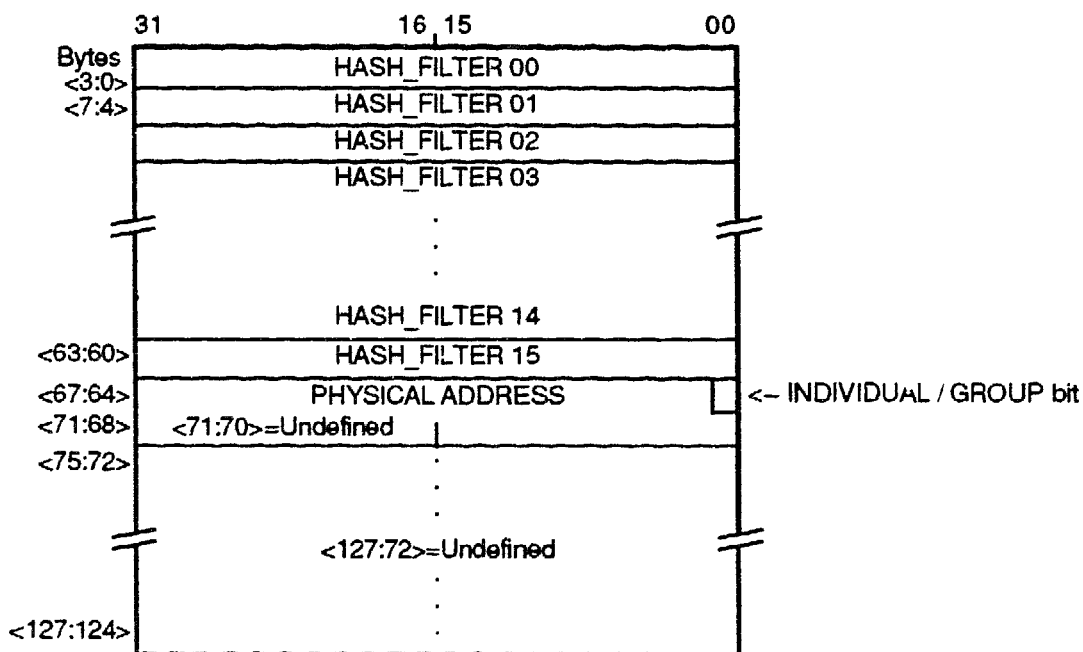 31 16 15 00
Bytes
<3:0> HASH_FILTER 00
<7:4> HASH_FILTER 01
HASH_FILTER 02
HASH_FILTER 03
HASH_FILTER 14
<63:60> HASH_FILTER 15
<67:64> PHYSICAL ADDRESS <– INDIVIDUAL / GROUP bit
<71:68> <71:70>=Undefined
<75:72>
<127:72>=Undefined
<127:124>